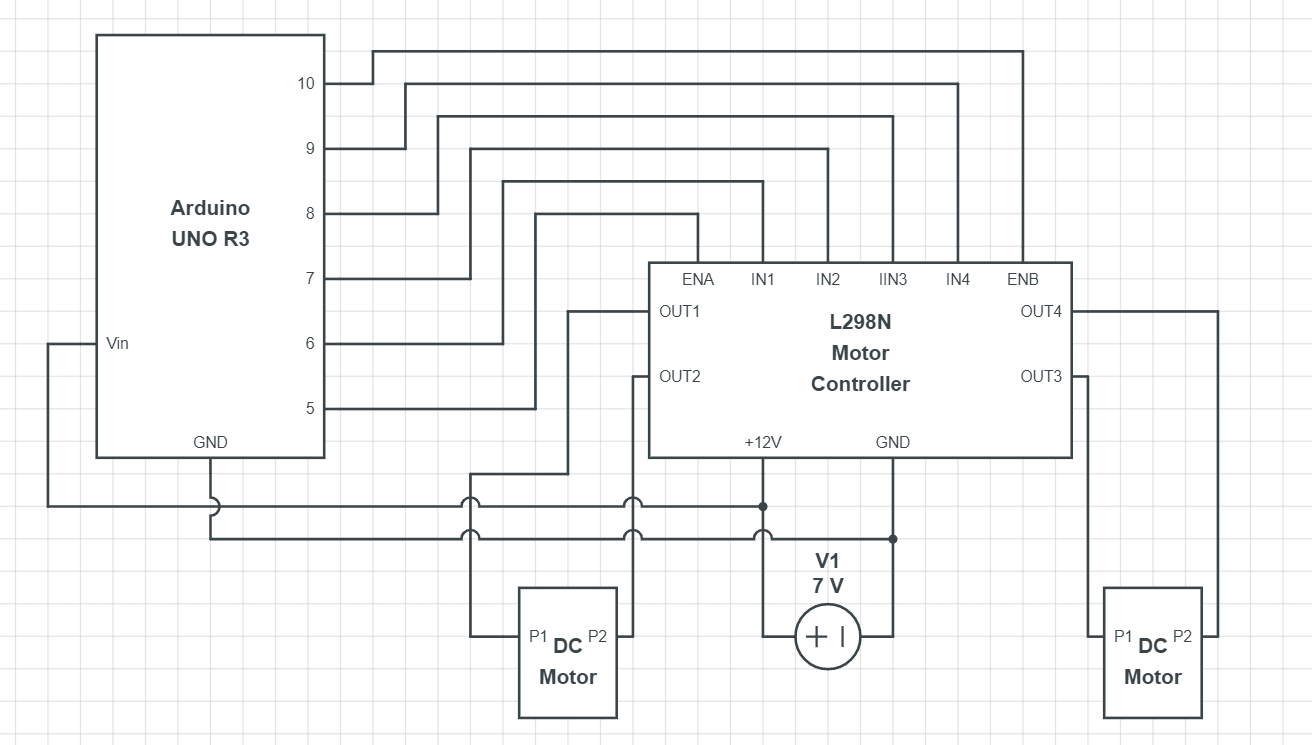 10
9
Arduino
UNO R3
8
7
Vin
6
5
GND
ENA IN1 IN2 IIN3 IN4 ENB
OUT1
L298N
Motor
Controller
OUT4
OUT2
OUT3
+12V GND
V1
7 V
P1 DC P2
Motor
P1 DC P2
Motor